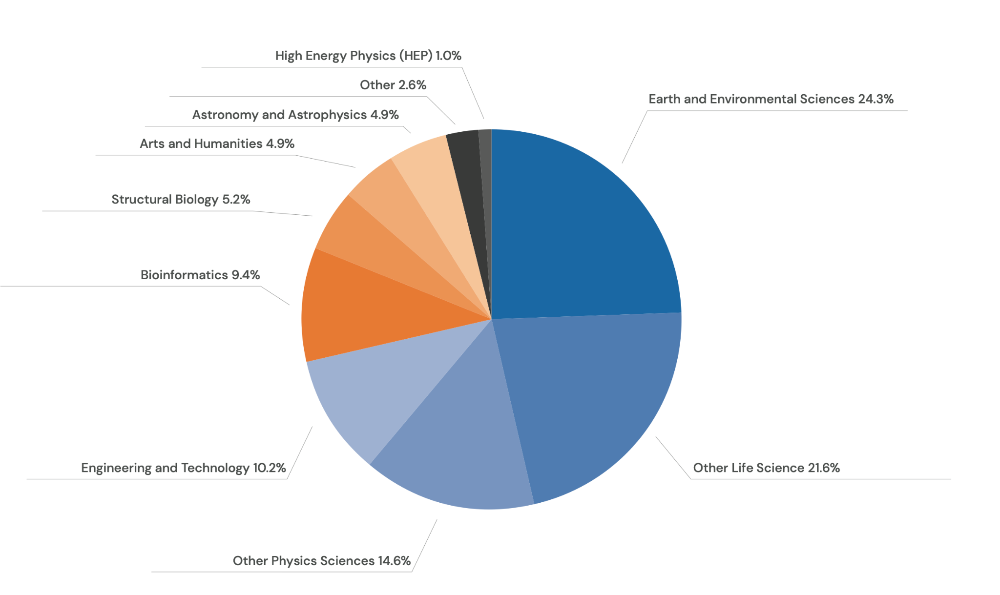 High Energy Physics (HEP) 1.0%
Other 2.6%
Earth and Environmental Sciences 24.3%
Astronomy and Astrophysics 4.9%
Arts and Humanities 4.9%
Structural Biology 5.2%
Bioinformatics 9.4%
Engineering and Technology 10.2%
Other Life Science 21.6%
Other Physics Sciences 14.6%